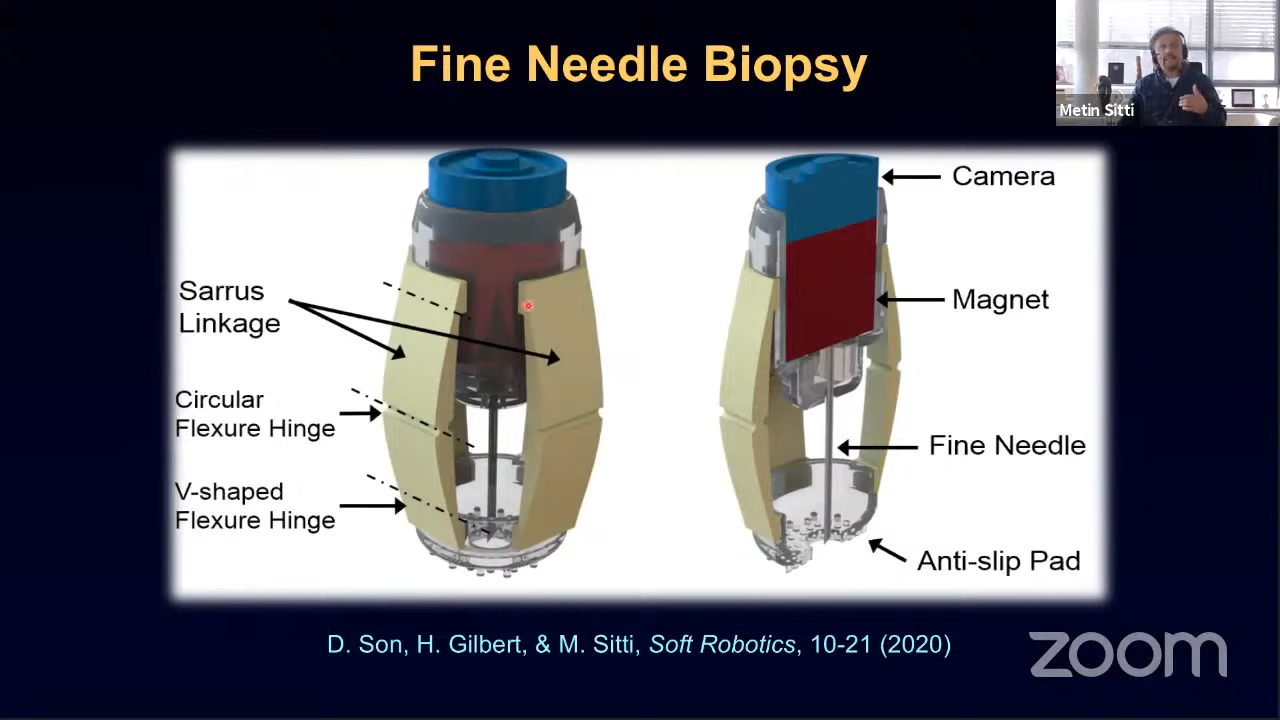 Fine Needle Biopsy
Metin Sitti
Camera
Sarrus
Linkage
Magnet
Circular
Flexure Hinge
Fine Needle
V-shaped
Flexure Hinge
Anti-slip Pad
D. Son, H. Gilbert, & M. Sitti, Soft Robotics, 10-21 (2020)
zoom